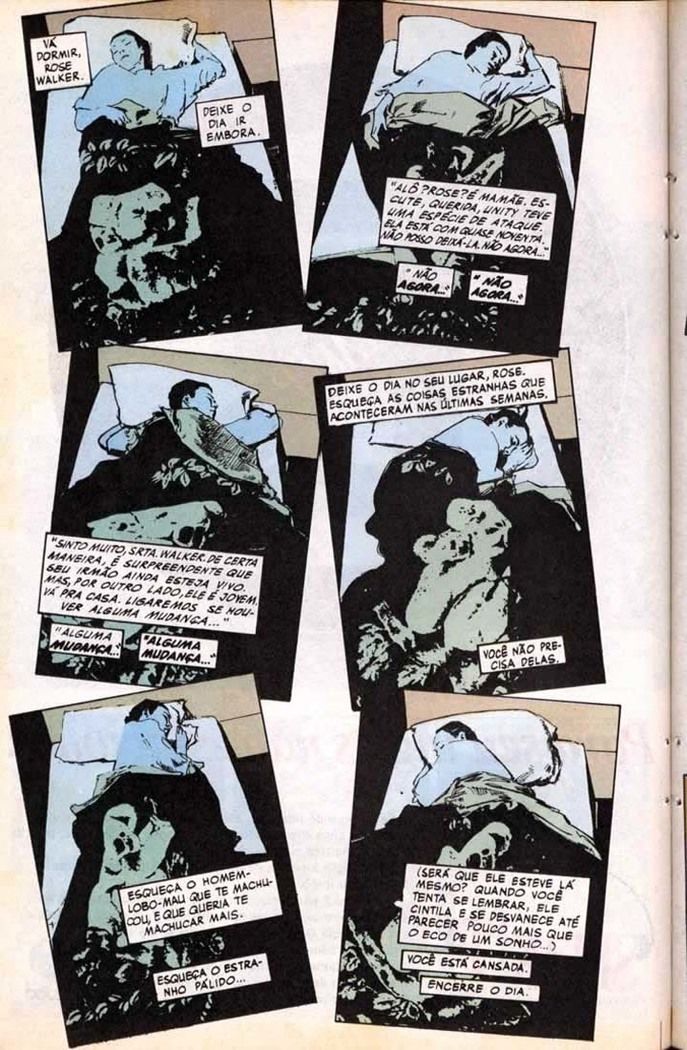 VÁ
DORMIR,
ROSE
WALKER.
DEIXE O
DIA IR
EMBORA.
"ALÔ? ROSE? É MAMÃE. ES-
CUTE, QUERIDA, UNITY TEVE
UMA ESPÉCIE DE ATAQUE.
ELA ESTÁ COM QUASE NOVENTA.
NÃO POSSO DEIXÁ-LA. NÃO AGORA..."
"NÃO
AGORA..."
"NÃO
AGORA..."
"SINTO MUITO, SRTA. WALKER. DE CERTA
MANEIRA, É SURPREENDENTE QUE
SEU IRMÃO AINDA ESTEJA VIVO.
MAS, POR OUTRO LADO, ELE É JOVEM.
VÁ PRA CASA. LIGAREMOS SE HOU-
VER ALGUMA MUDANÇA..."
"ALGUMA
MUDANÇA..."
"ALGUMA
MUDANÇA..."
DEIXE O DIA NO SEU LUGAR, ROSE.
ESQUEÇA AS COISAS ESTRANHAS QUE
ACONTECERAM NAS ÚLTIMAS SEMANAS.
VOCÊ NÃO PRE-
CISA DELAS.
ESQUEÇA O HOMEM-
LOBO-MAU QUE TE MACHU-
COU, E QUE QUERIA TE
MACHUCAR MAIS.
ESQUEÇA O ESTRA-
NHO PÁLIDO...
(SERÁ QUE ELE ESTEVE LÁ
MESMO? QUANDO VOCÊ
TENTA SE LEMBRAR, ELE
CINTILA E SE DESVANECE ATÉ
PARECER POUCO MAIS QUE
O ECO DE UM SONHO...)
VOCÊ ESTÁ CANSADA.
ENCERRE O DIA.